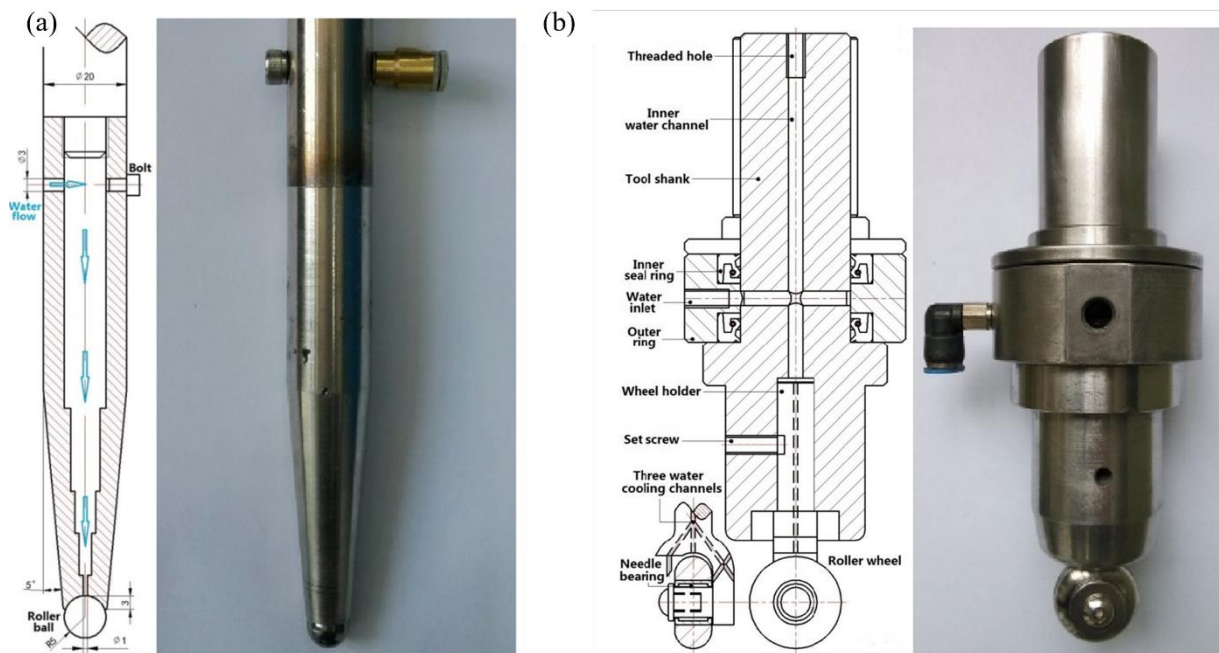 (a)
Ø20
Ø3
Bolt
Water
flow
5°
3
Roller
ball
R5
Ø1
(b)
Threaded hole
Inner
water channel
Tool shank
Inner
seal ring
Water
inlet
Outer
ring
Wheel holder
Set screw
Three water
cooling channels
Needle
bearing
Roller wheel